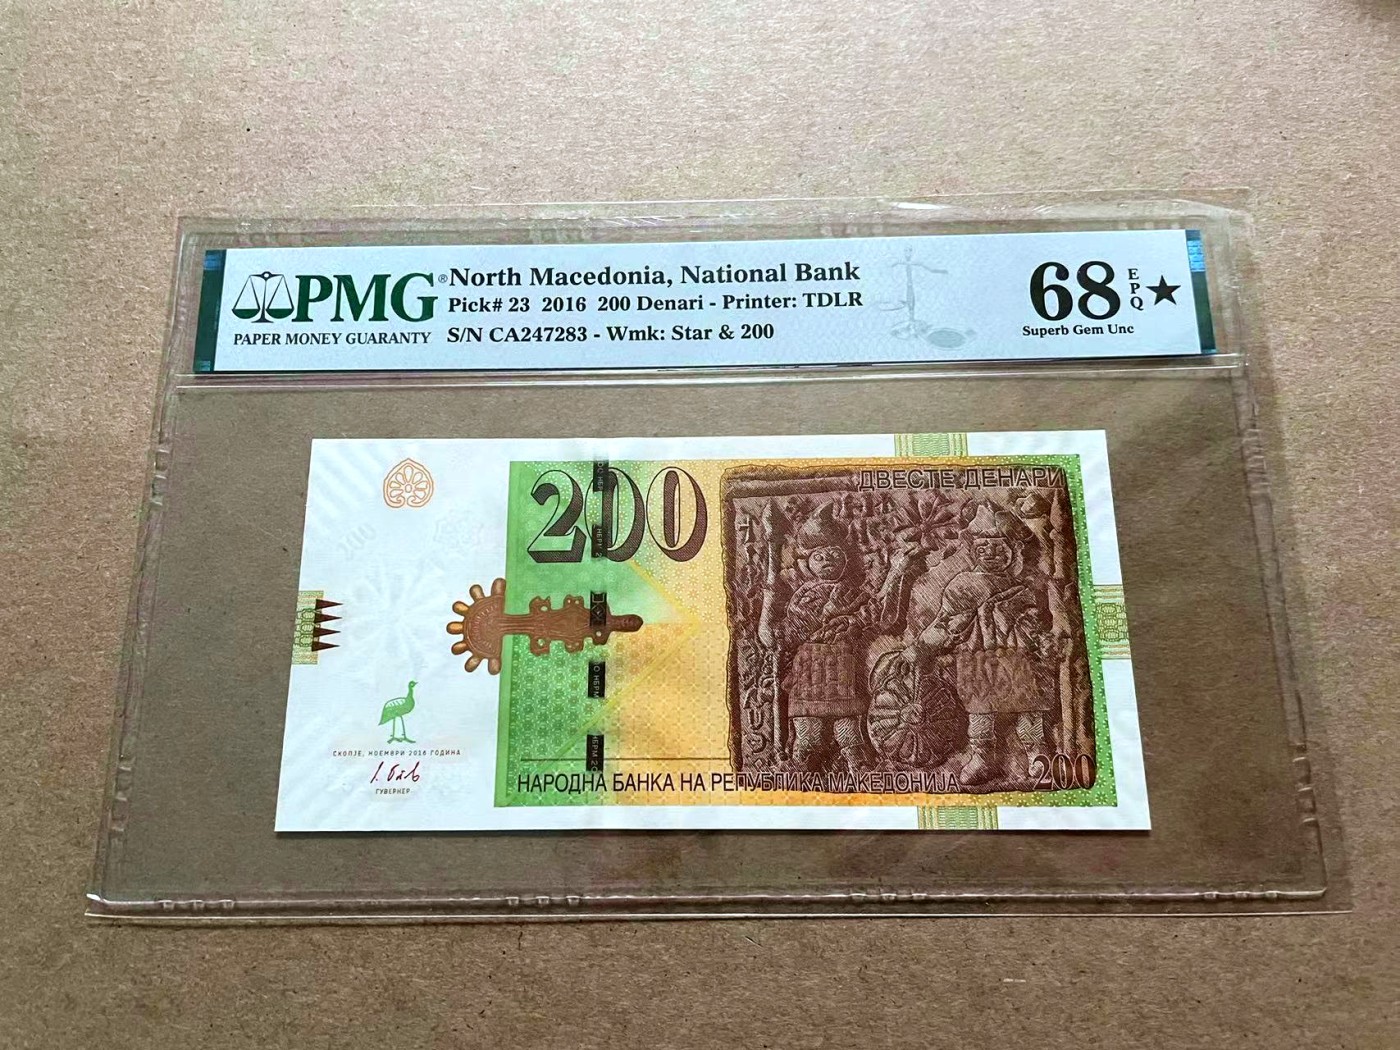 PMG®
PAPER MONEY GUARANTY
North Macedonia, National Bank
Pick# 23 2016 200 Denari - Printer: TDLR
S/N CA247283 - Wmk: Star & 200
68 EPQ ★
Superb Gem Unc
200
ДВЕСТЕ ДЕНАРИ
200
СКОПЈЕ, НОЕМВРИ 2016 ГОДИНА
ГУВЕРНЕР
НАРОДНА БАНКА НА РЕПУБЛИКА МАКЕДОНИЈА
200